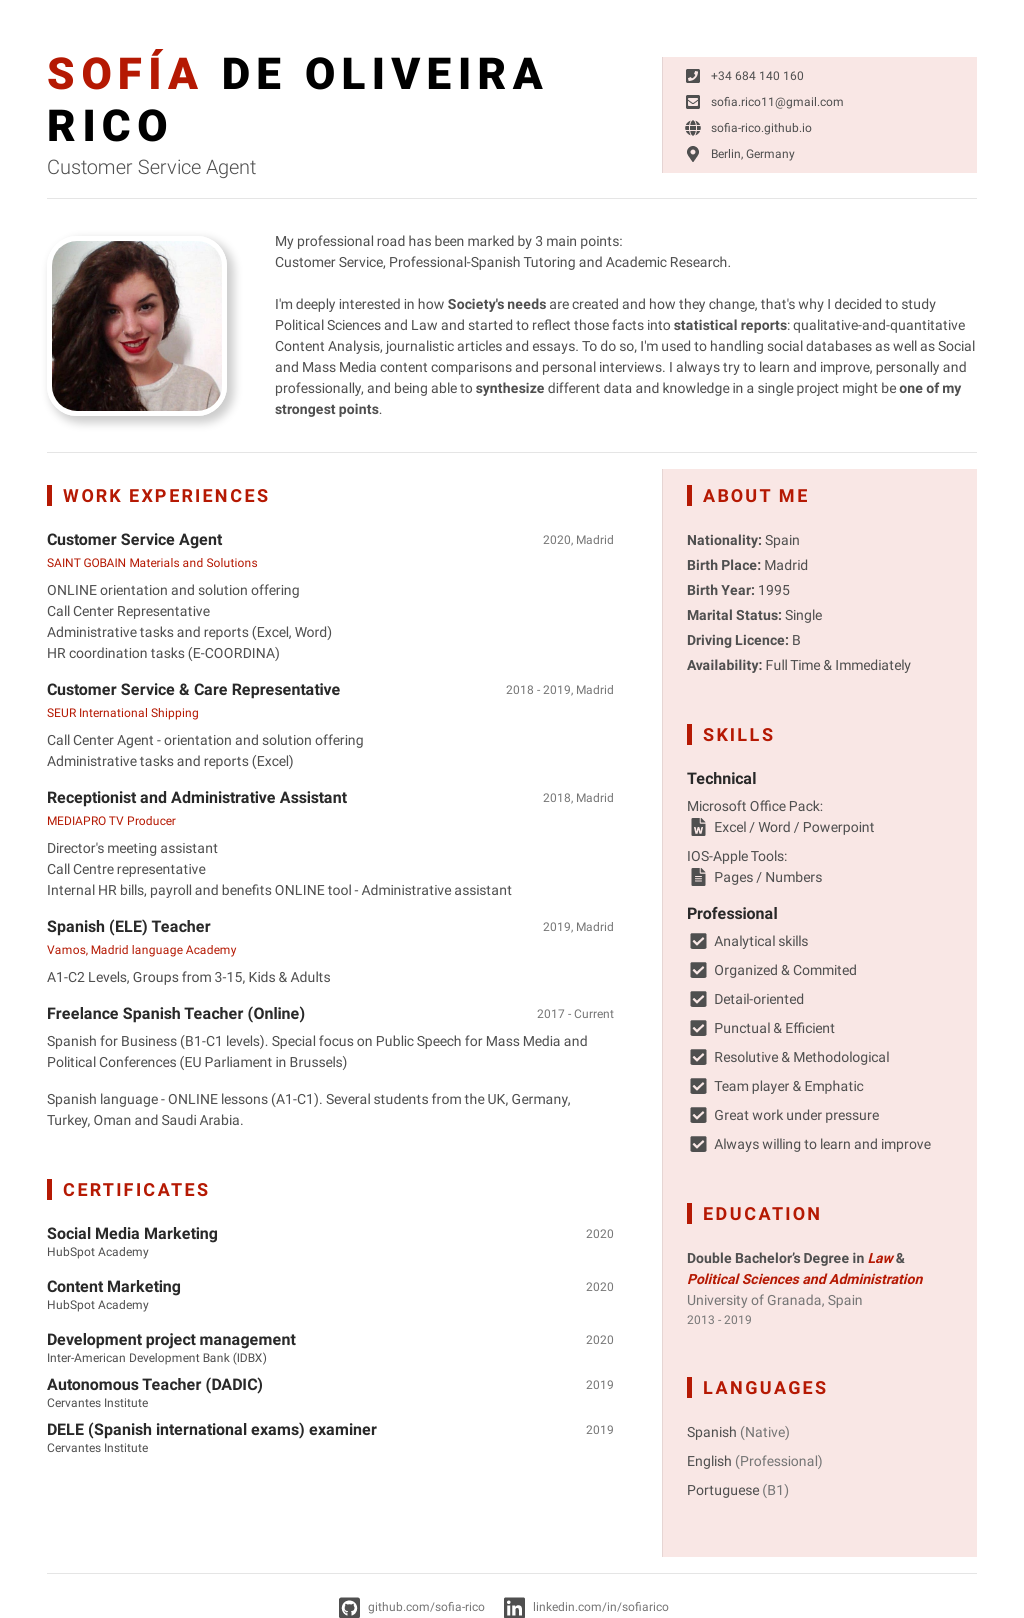 SOFÍA DE OLIVEIRA
RICO
Customer Service Agent
+34 684 140 160
sofia.rico11@gmail.com
sofia-rico.github.io
Berlin, Germany
My professional road has been marked by 3 main points:
Customer Service, Professional-Spanish Tutoring and Academic Research.
I'm deeply interested in how Society's needs are created and how they change, that's why I decided to study
Political Sciences and Law and started to reflect those facts into statistical reports: qualitative-and-quantitative
Content Analysis, journalistic articles and essays. To do so, I'm used to handling social databases as well as Social
and Mass Media content comparisons and personal interviews. I always try to learn and improve, personally and
professionally, and being able to synthesize different data and knowledge in a single project might be one of my
strongest points.
WORK EXPERIENCES
Customer Service Agent 2020, Madrid
SAINT GOBAIN Materials and Solutions
ONLINE orientation and solution offering
Call Center Representative
Administrative tasks and reports (Excel, Word)
HR coordination tasks (E-COORDINA)
Customer Service & Care Representative 2018 - 2019, Madrid
SEUR International Shipping
Call Center Agent - orientation and solution offering
Administrative tasks and reports (Excel)
Receptionist and Administrative Assistant 2018, Madrid
MEDIAPRO TV Producer
Director's meeting assistant
Call Centre representative
Internal HR bills, payroll and benefits ONLINE tool - Administrative assistant
Spanish (ELE) Teacher 2019, Madrid
Vamos, Madrid language Academy
A1-C2 Levels, Groups from 3-15, Kids & Adults
Freelance Spanish Teacher (Online) 2017 - Current
Spanish for Business (B1-C1 levels). Special focus on Public Speech for Mass Media and
Political Conferences (EU Parliament in Brussels)
Spanish language - ONLINE lessons (A1-C1). Several students from the UK, Germany,
Turkey, Oman and Saudi Arabia.
CERTIFICATES
Social Media Marketing 2020
HubSpot Academy
Content Marketing 2020
HubSpot Academy
Development project management 2020
Inter-American Development Bank (IDBX)
Autonomous Teacher (DADIC) 2019
Cervantes Institute
DELE (Spanish international exams) examiner 2019
Cervantes Institute
ABOUT ME
Nationality: Spain
Birth Place: Madrid
Birth Year: 1995
Marital Status: Single
Driving Licence: B
Availability: Full Time & Immediately
SKILLS
Technical
Microsoft Office Pack:
Excel / Word / Powerpoint
IOS-Apple Tools:
Pages / Numbers
Professional
Analytical skills
Organized & Commited
Detail-oriented
Punctual & Efficient
Resolutive & Methodological
Team player & Emphatic
Great work under pressure
Always willing to learn and improve
EDUCATION
Double Bachelor's Degree in Law &
Political Sciences and Administration
University of Granada, Spain
2013 - 2019
LANGUAGES
Spanish (Native)
English (Professional)
Portuguese (B1)
github.com/sofia-rico linkedin.com/in/sofiarico